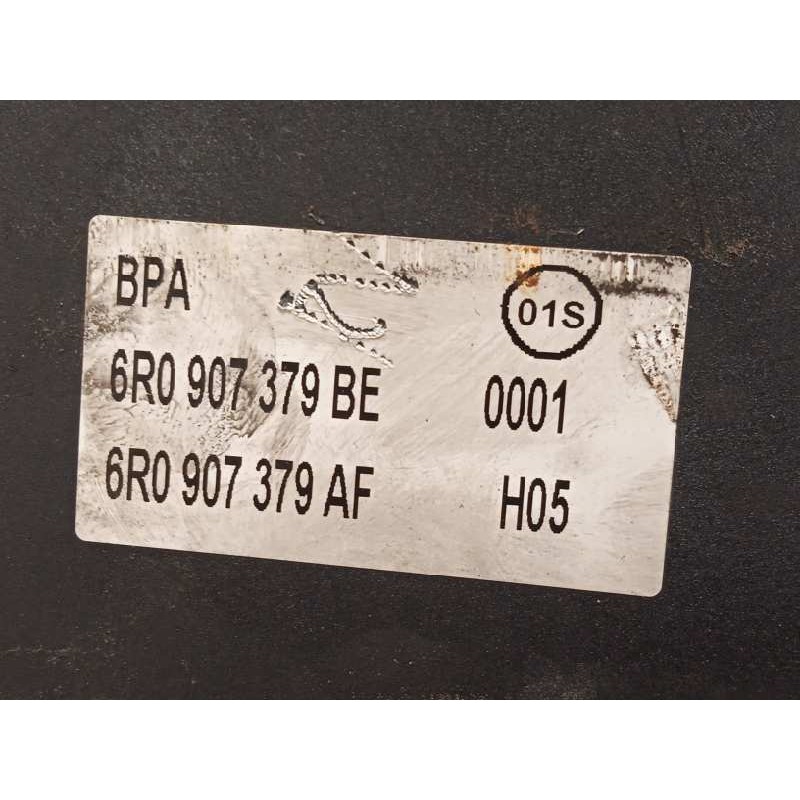 BPA
01S
6R0 907 379 BE 0001
6R0 907 379 AF H05